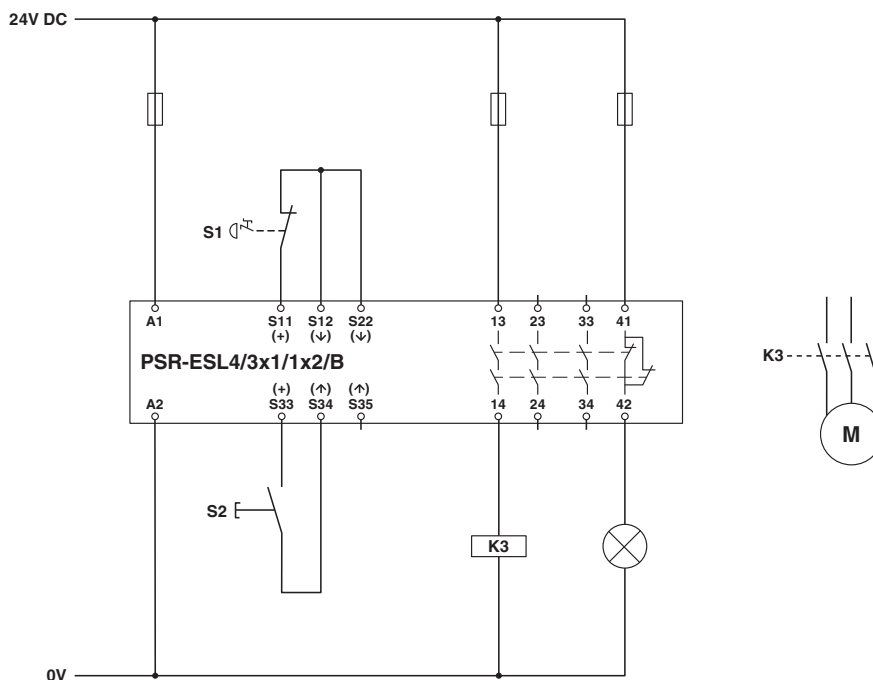 24V DC
S1
A1 S11 S12 S22 13 23 33 41
(+) (↓) (↓)
PSR-ESL4/3x1/1x2/B
(+) (↑) (↑)
A2 S33 S34 S35 14 24 34 42
K3
M
S2
K3
0V